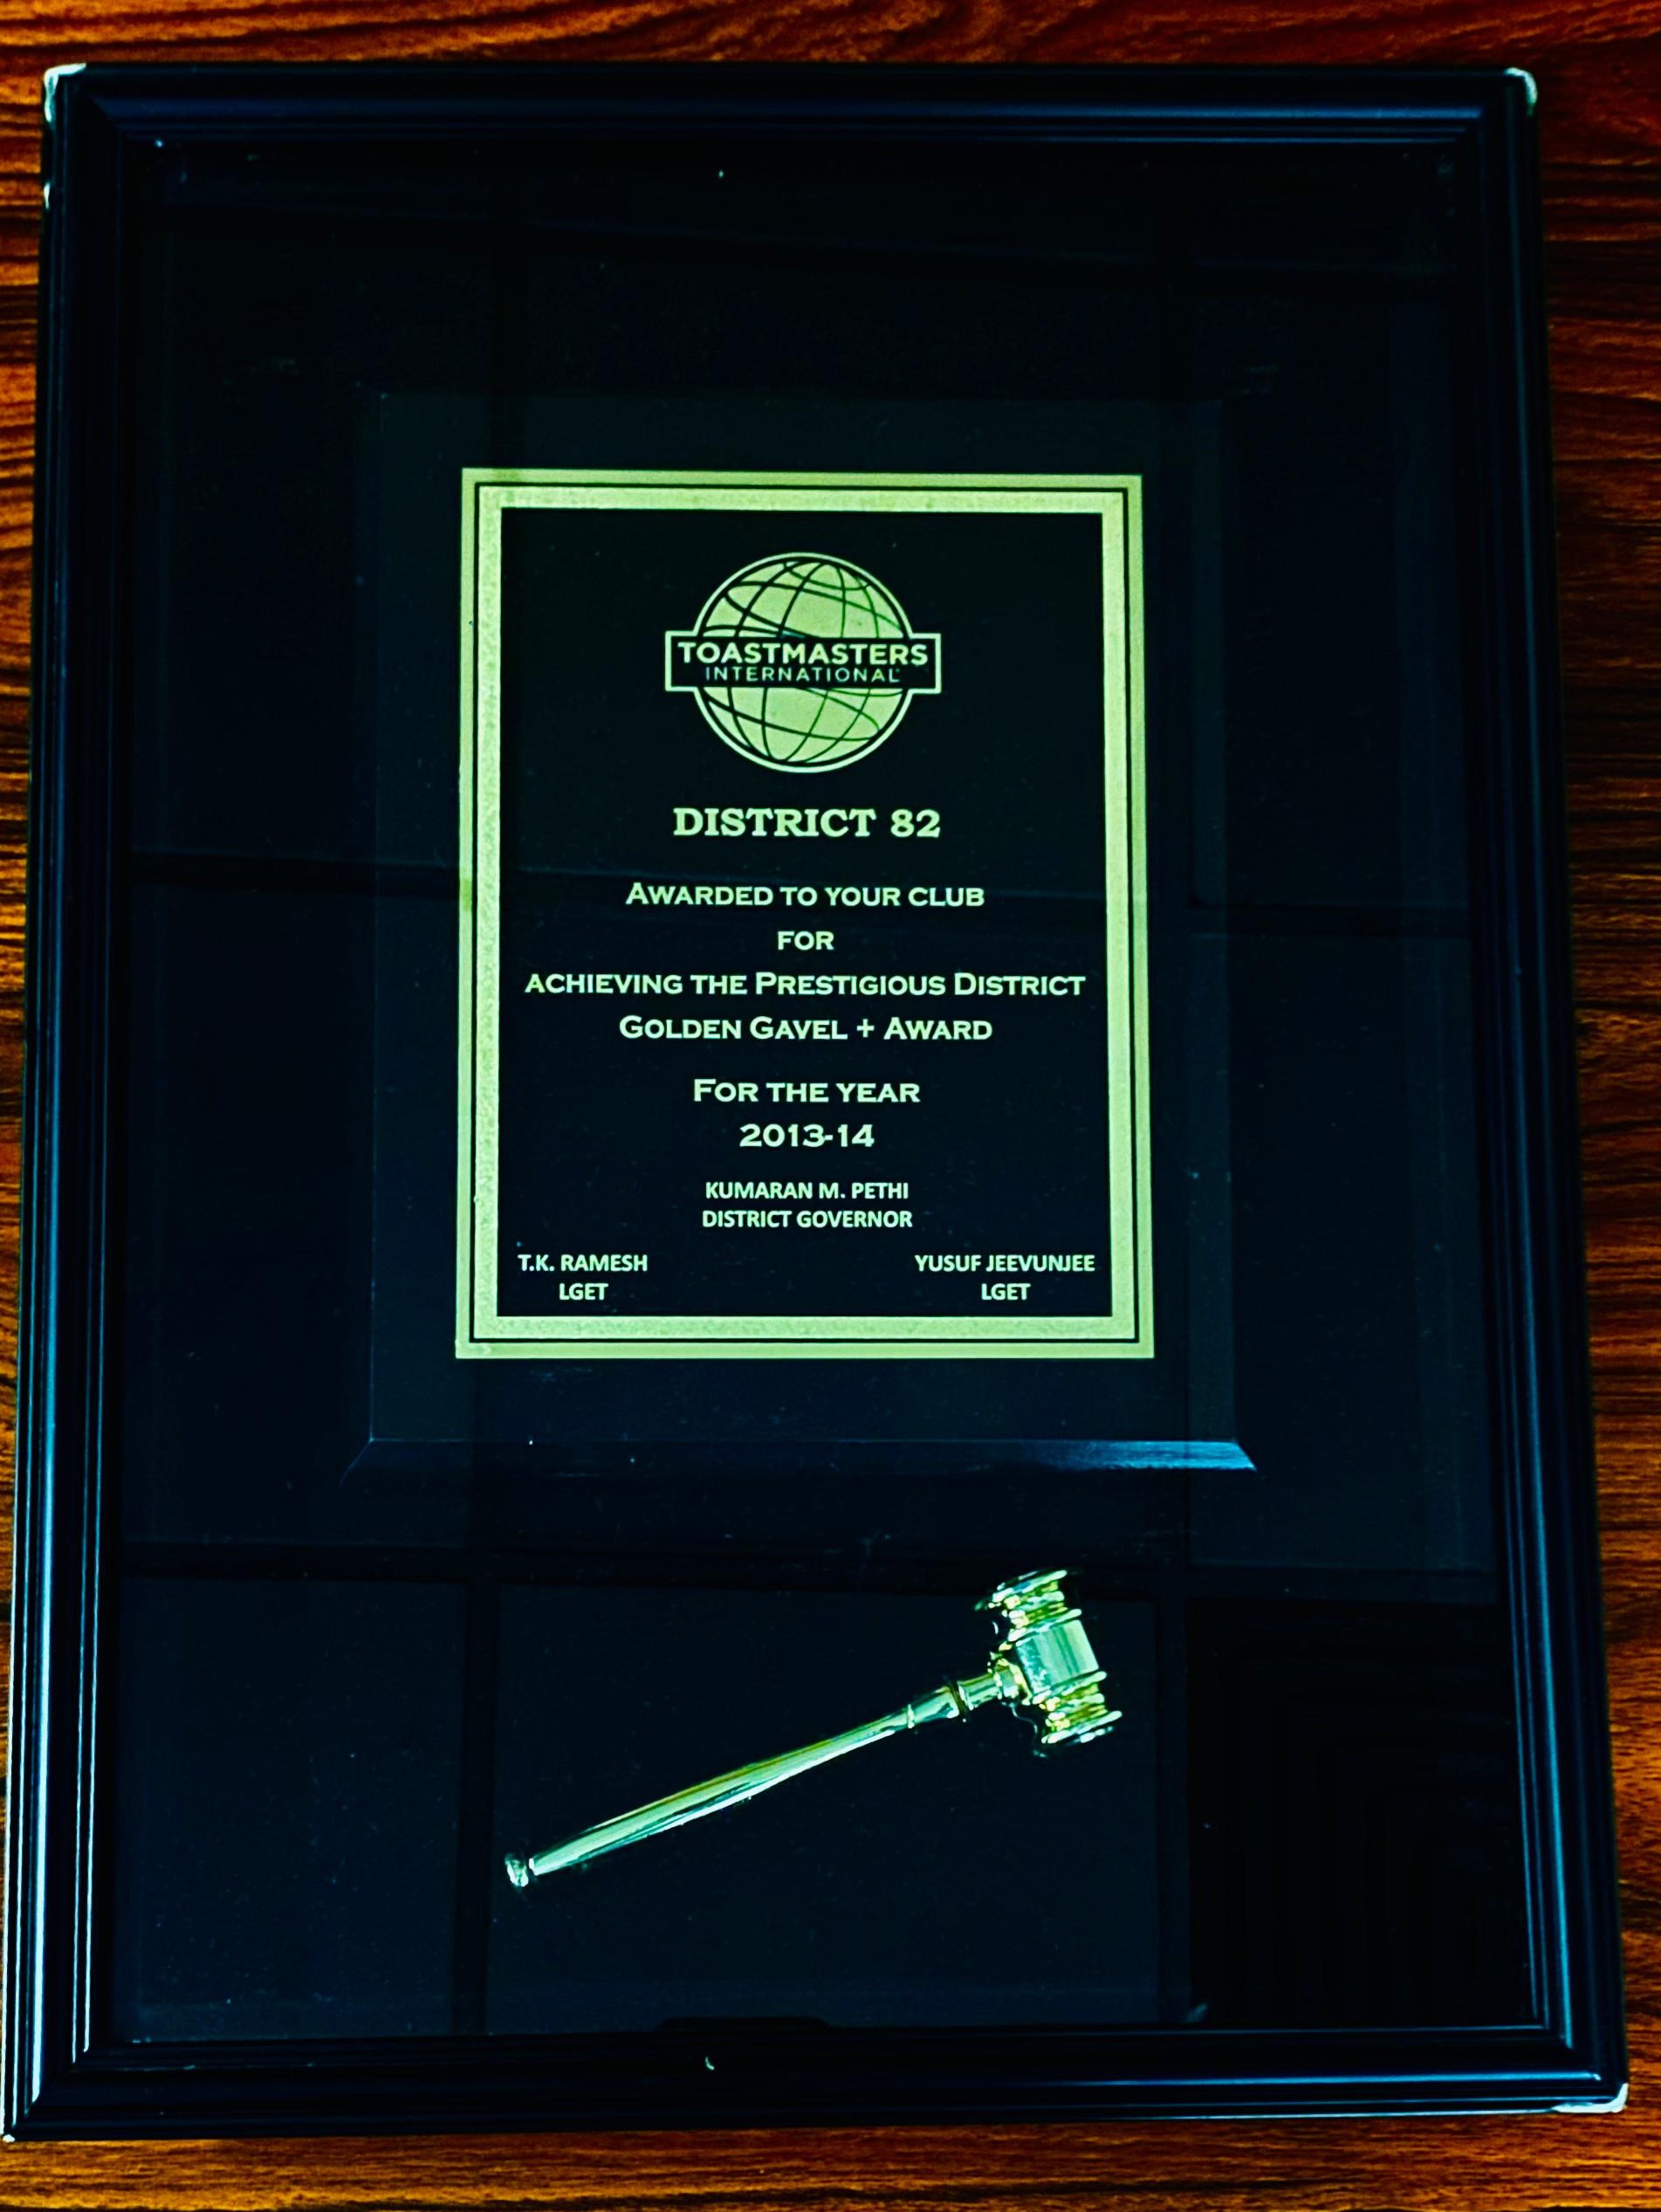 TOASTMASTERS
INTERNATIONAL
DISTRICT 82
AWARDED TO YOUR CLUB
FOR
ACHIEVING THE PRESTIGIOUS DISTRICT
GOLDEN GAVEL + AWARD
FOR THE YEAR
2013-14
KUMARAN M. PETHI
DISTRICT GOVERNOR
T.K. RAMESH
LGET
YUSUF JEEVUNJEE
LGET